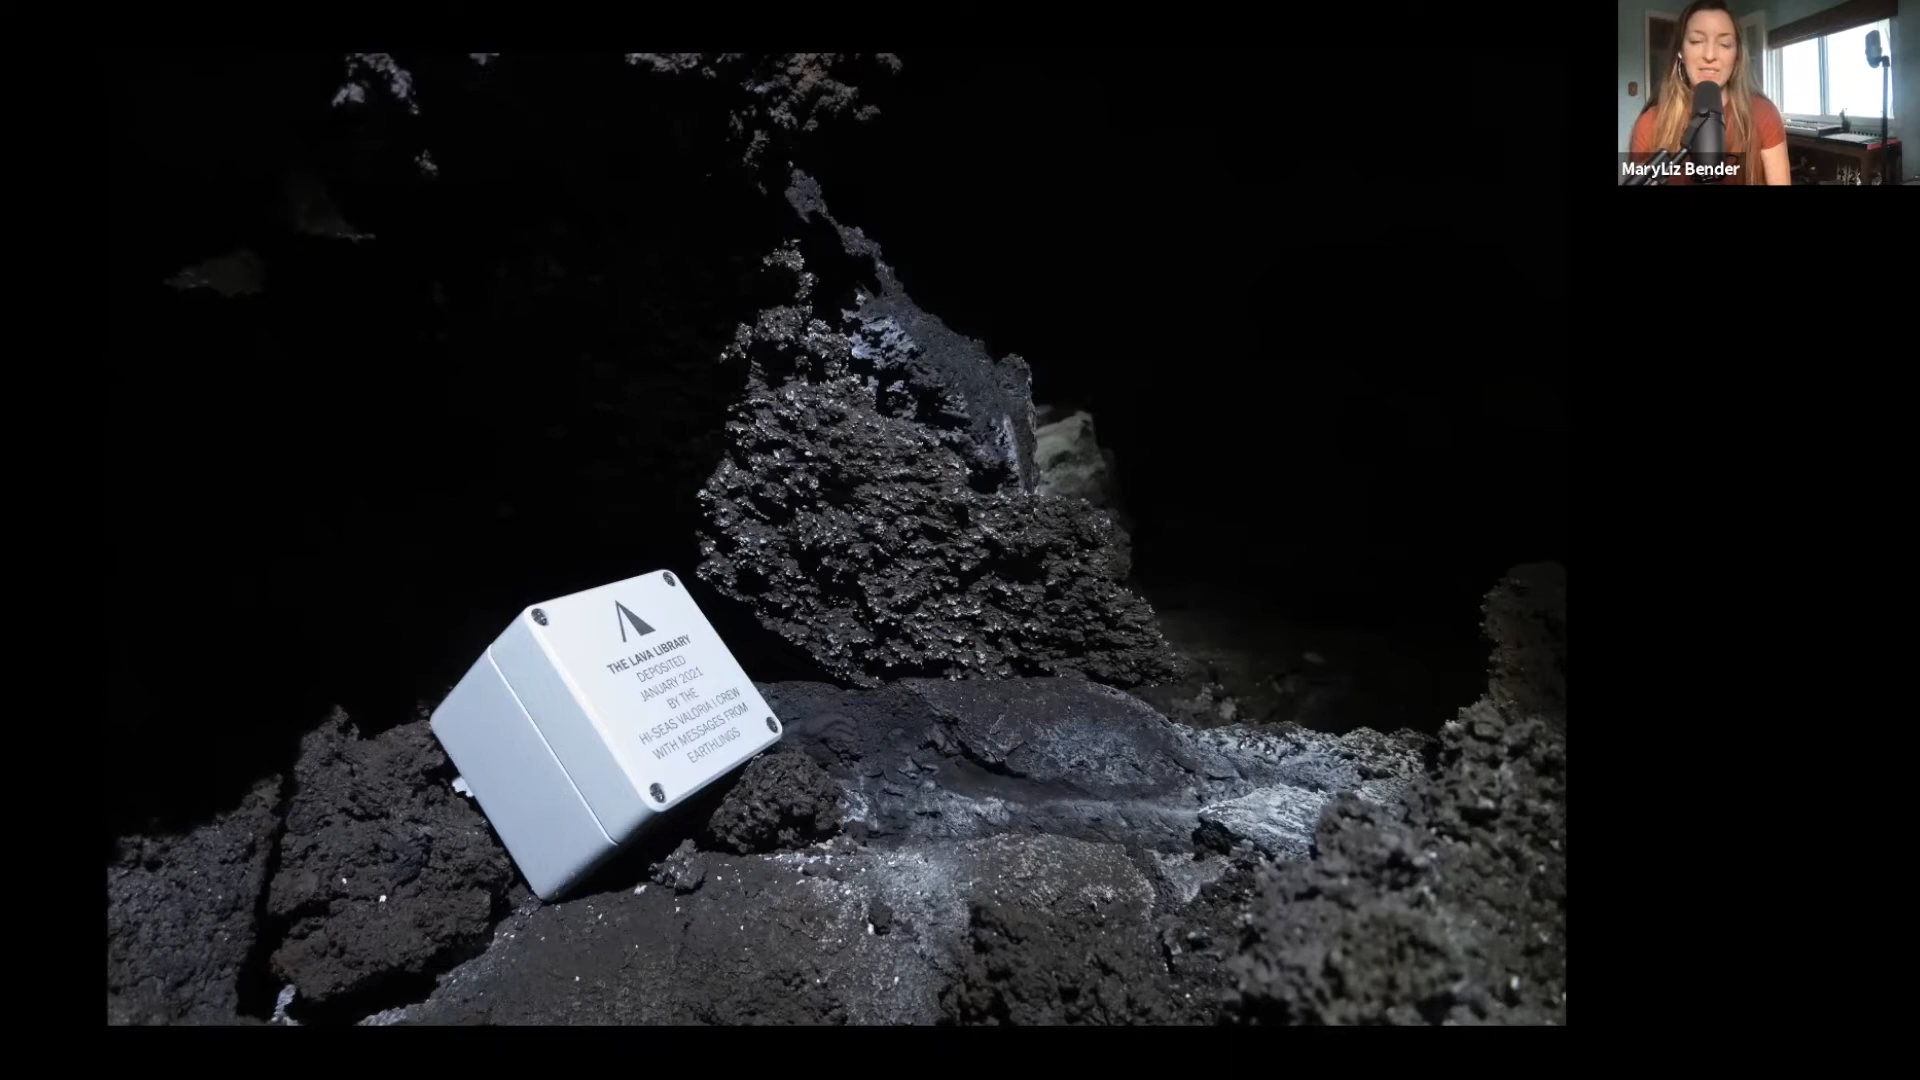 THE LAVA LIBRARY
DEPOSITED
JANUARY 2021
BY THE
HI-SEAS VALORIA I CREW
WITH MESSAGES FROM
EARTHLINGS
MaryLiz Bender